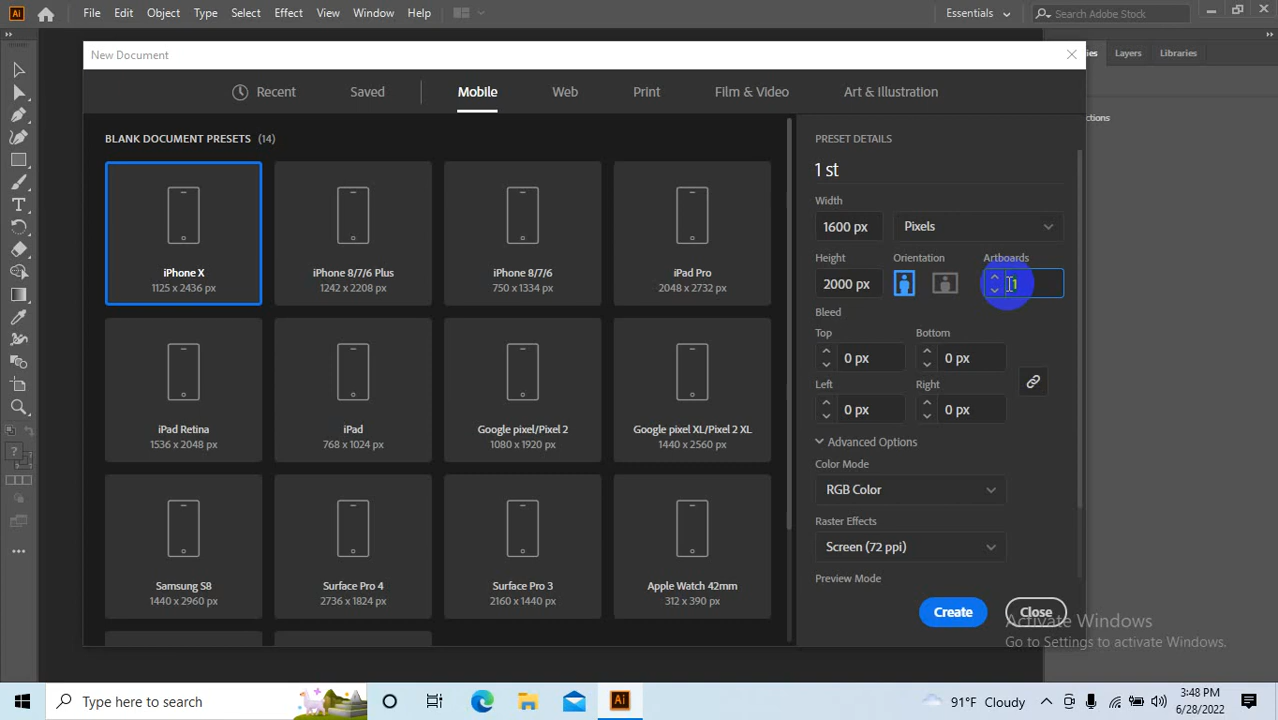 Ai File Edit Object Type Select Effect View Window Help Essentials Search Adobe Stock
New Document
Layers Libraries
Recent Saved Mobile Web Print Film & Video Art & Illustration
BLANK DOCUMENT PRESETS (14)
iPhone X
1125 x 2436 px
iPhone 8/7/6 Plus
1242 x 2208 px
iPhone 8/7/6
750 x 1334 px
iPad Pro
2048 x 2732 px
iPad Retina
1536 x 2048 px
iPad
768 x 1024 px
Google pixel/Pixel 2
1080 x 1920 px
Google pixel XL/Pixel 2 XL
1440 x 2560 px
Samsung S8
1440 x 2960 px
Surface Pro 4
2736 x 1824 px
Surface Pro 3
2160 x 1440 px
Apple Watch 42mm
312 x 390 px
PRESET DETAILS
1 st
Width
1600 px Pixels
Height Orientation Artboards
2000 px 1
Bleed
Top Bottom
0 px 0 px
Left Right
0 px 0 px
Advanced Options
Color Mode
RGB Color
Raster Effects
Screen (72 ppi)
Preview Mode
Create Close
Activate Windows
Go to Settings to activate Windows.
Type here to search
Ai
91°F Cloudy
3:48 PM
6/28/2022